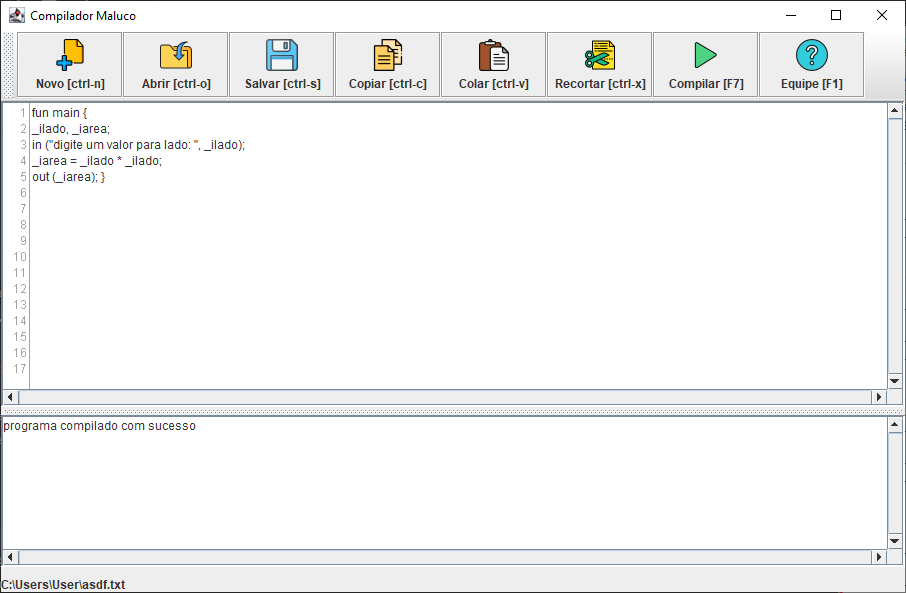 Compilador Maluco
Novo [ctrl-n] Abrir [ctrl-o] Salvar [ctrl-s] Copiar [ctrl-c] Colar [ctrl-v] Recortar [ctrl-x] Compilar [F7] Equipe [F1]
1 fun main {
2 _ilado, _iarea;
3 in ("digite um valor para lado: ", _ilado);
4 _iarea = _ilado * _ilado;
5 out (_iarea); }
6
7
8
9
10
11
12
13
14
15
16
17
programa compilado com sucesso
C:\Users\User\asdf.txt